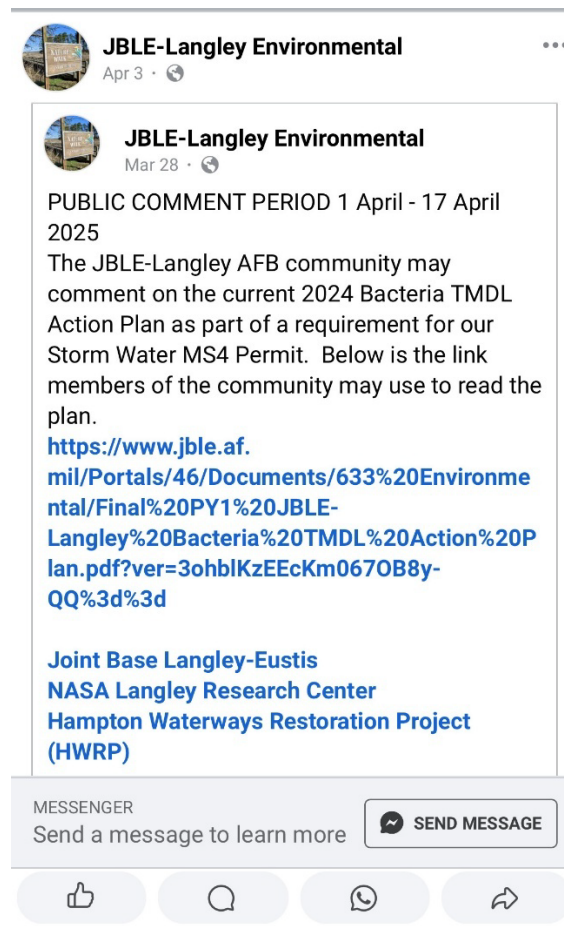 JBLE-Langley Environmental
Apr 3 ·
JBLE-Langley Environmental
Mar 28 ·
PUBLIC COMMENT PERIOD 1 April - 17 April
2025
The JBLE-Langley AFB community may
comment on the current 2024 Bacteria TMDL
Action Plan as part of a requirement for our
Storm Water MS4 Permit.  Below is the link
members of the community may use to read the
plan.
https://www.jble.af.
mil/Portals/46/Documents/633%20Environme
ntal/Final%20PY1%20JBLE-
Langley%20Bacteria%20TMDL%20Action%20P
lan.pdf?ver=3ohblKzEEcKm067OB8y-
QQ%3d%3d
Joint Base Langley-Eustis
NASA Langley Research Center
Hampton Waterways Restoration Project
(HWRP)
MESSENGER
Send a message to learn more
SEND MESSAGE